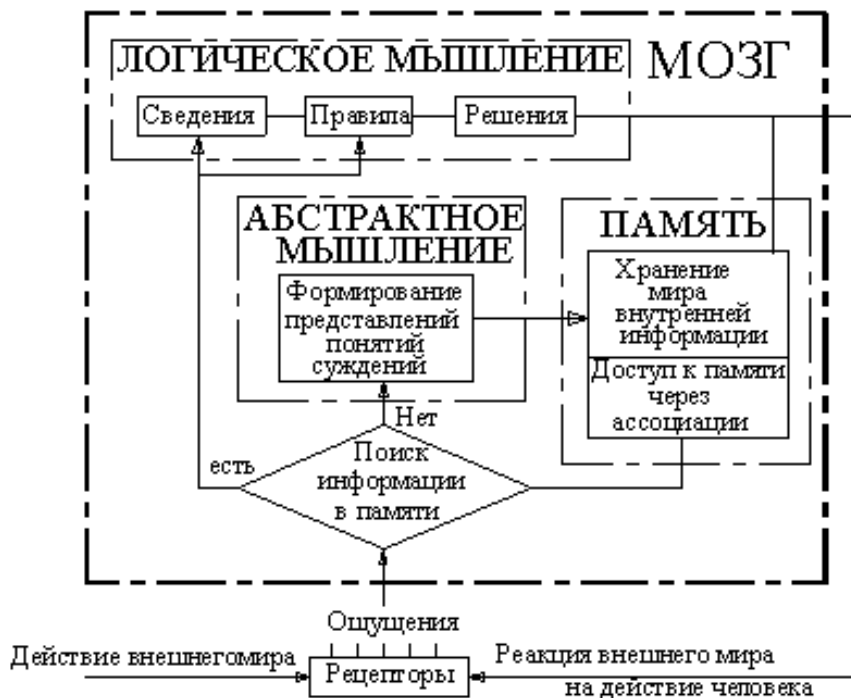 ЛОГИЧЕСКОЕ МЫШЛЕНИЕ
МОЗГ
Сведения
Правила
Решения
АБСТРАКТНОЕ
МЫШЛЕНИЕ
ПАМЯТЬ
Формирование
представлений
понятий
суждений
Хранение
мира
внутренней
информации
Доступ к памяти
через
ассоциации
Нет
есть
Поиск
информации
в памяти
Ощущения
Действие внешнегомира
Рецепторы
Реакция внешнего мира
на действие человека